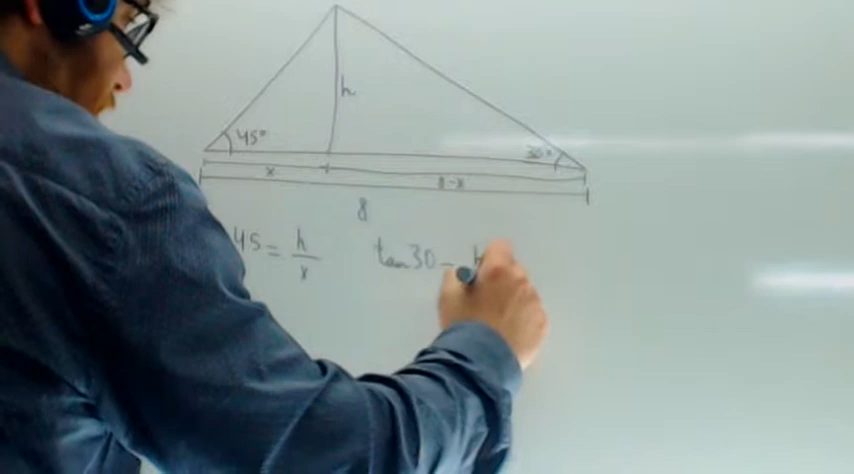 h
45° 30°
x 8-x
8
45 = h/x tan30 = h